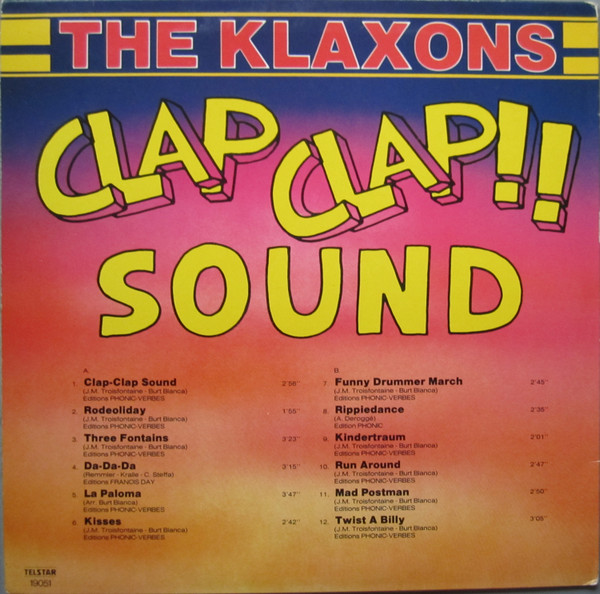 THE KLAXONS
CLAP CLAP!!
SOUND
A.
1. Clap-Clap Sound 2'58"
(J.M. Troisfontaine - Burt Blanca)
Editions PHONIC-VERBES
2. Rodeoliday 1'55"
(J.M. Troisfontaine - Burt Blanca)
Editions PHONIC-VERBES
3. Three Fontains 3'23"
(J.M. Troisfontaine - Burt Blanca)
Editions PHONIC-VERBES
4. Da-Da-Da 3'15"
(Remmler - Kralle - C. Steffa)
Editions FRANCIS DAY
5. La Paloma 3'47"
(Arr. Burt Blanca)
Editions PHONIC-VERBES
6. Kisses 2'42"
(J.M. Troisfontaine - Burt Blanca)
Editions PHONIC-VERBES
B.
7. Funny Drummer March 2'45"
(J.M. Troisfontaine - Burt Blanca)
Editions PHONIC-VERBES
8. Rippiedance 2'36"
(A. Deroggé)
Edition PHONIC
9. Kindertraum 2'01"
(J.M. Troisfontaine - Burt Blanca)
Editions PHONIC-VERBES
10. Run Around 2'47"
(J.M. Troisfontaine - Burt Blanca)
Editions PHONIC-VERBES
11. Mad Postman 2'50"
(J.M. Troisfontaine - Burt Blanca)
Editions PHONIC-VERBES
12. Twist A Billy 3'05"
(J.M. Troisfontaine - Burt Blanca)
Editions PHONIC-VERBES
TELSTAR
19051